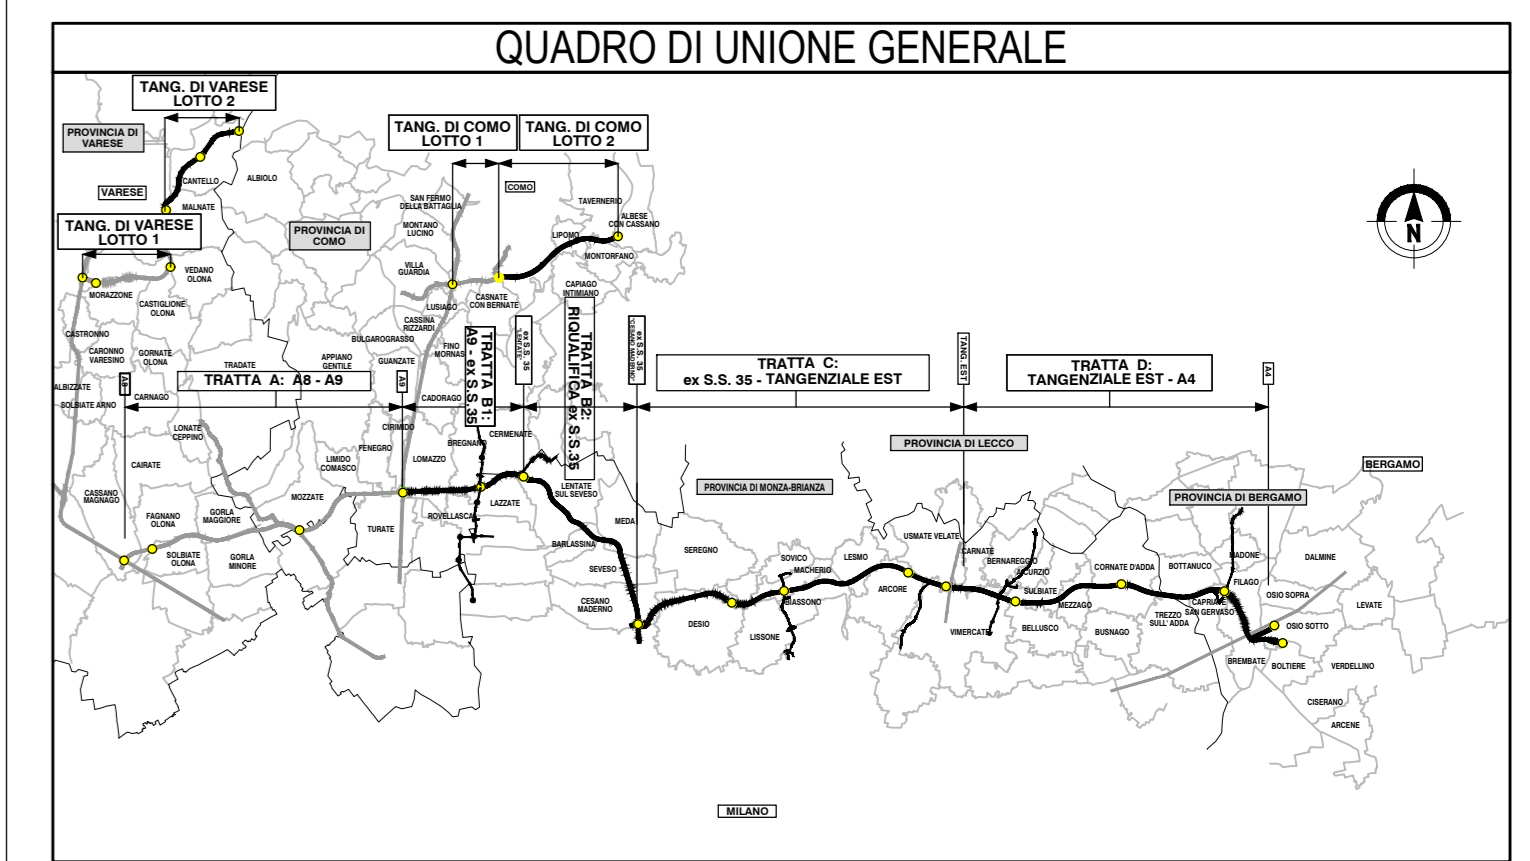 QUADRO DI UNIONE GENERALE
TANG. DI VARESE
LOTTO 2
PROVINCIA DI
VARESE
VARESE
CANTELLO
ALBIOLO
MALNATE
TANG. DI VARESE
LOTTO 1
VEDANO
OLONA
MORAZZONE
CASTIGLIONE
OLONA
PROVINCIA DI
COMO
TANG. DI COMO
LOTTO 1
TANG. DI COMO
LOTTO 2
COMO
SAN FERMO
DELLA BATTAGLIA
MONTANO
LUCINO
VILLA
GUARDIA
TAVERNERIO
ALBESE
CON CASSANO
LIPOMO
MONTORFANO
CAPIAGO
INTIMIANO
LUSIAGO
CASNATE
CON BERNATE
CASSINA
RIZZARDI
BULGAROGRASSO
FINO
MORNAS
N
CASTRONNO
CARONNO
VARESINO
GORNATE
OLONA
TRADATE
APPIANO
GENTILE
GUANZATE
ALBIZZATE
SOLBIATE ARNO
CARNAGO
A8
TRATTA A: A8 - A9
A9
CADORAGO
TRATTA B1:
A9 - ex S.S.35
ex S.S. 35
"LENTATE"
TRATTA B2:
RIQUALIFICA ex S.S.35
ex S.S. 35
"CESANO MADERNO"
TRATTA C:
ex S.S. 35 - TANGENZIALE EST
TANG. EST
TRATTA D:
TANGENZIALE EST - A4
A4
LONATE
CEPPINO
CIRIMIDO
FENEGRO
BREGNANO
CERMENATE
LOMAZZO
LIMIDO
COMASCO
CAIRATE
PROVINCIA DI LECCO
BERGAMO
PROVINCIA DI MONZA-BRIANZA
PROVINCIA DI BERGAMO
CASSANO
MAGNAGO
MOZZATE
LAZZATE
LENTATE
SUL SEVESO
FAGNANO
OLONA
GORLA
MAGGIORE
TURATE
ROVELLASCA
MEDA
SOLBIATE
OLONA
GORLA
MINORE
BARLASSINA
SEVESO
CESANO
MADERNO
SEREGNO
SOVICO
MACHERIO
LESMO
USMATE VELATE
CARNATE
BERNAREGGIO
AICURZIO
CORNATE D'ADDA
BOTTANUCO
MADONE
DALMINE
FILAGO
OSIO SOPRA
BIASSONO
ARCORE
SULBIATE
MEZZAGO
CAPRIATE
SAN GERVASO
LEVATE
DESIO
LISSONE
VIMERCATE
BELLUSCO
BUSNAGO
TREZZO
SULL' ADDA
OSIO SOTTO
BREMBATE
BOLTIERE
VERDELLINO
CISERANO
ARCENE
MILANO